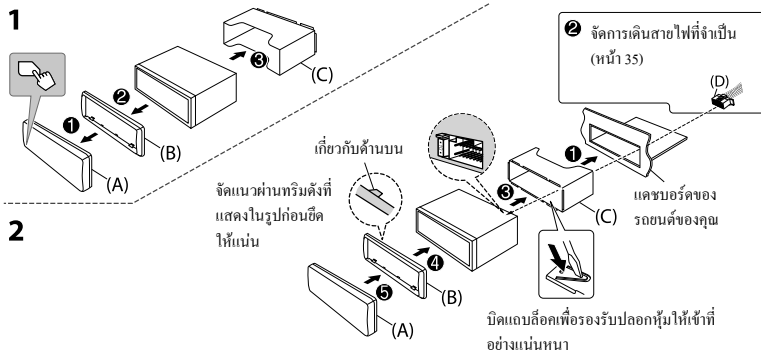 1
❸
(C)
❷
❶
(B)
(A)
❷ จัดการเดินสายไฟที่จำเป็น
(หน้า 35)
(D)
เกี่ยวกับด้านบน
❶
จัดแนวผ่านทริมดังที่
แสดงในรูปก่อนยึด
ให้แน่น
❸
(C)
แดชบอร์ดของ
รถยนต์ของคุณ
2
❹
❺
(B)
(A)
บิดแถบล็อคเพื่อรองรับปลอกหุ้มให้เข้าที่
อย่างแน่นหนา